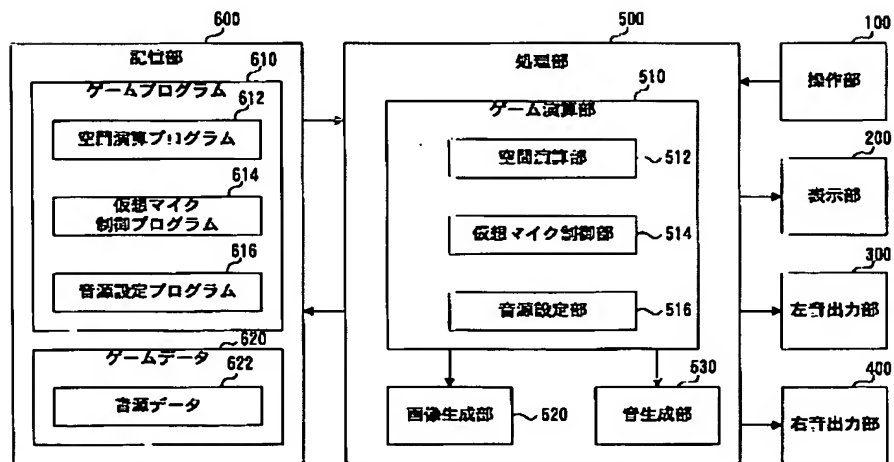 600
記憶部
610
ゲームプログラム
612
空間演算プログラム
614
仮想マイク
制御プログラム
616
音源設定プログラム
620
ゲームデータ
622
音源データ
500
処理部
510
ゲーム演算部
空間演算部
512
仮想マイク制御部
514
音源設定部
516
画像生成部
520
530
音生成部
100
操作部
200
表示部
300
左音出力部
400
右音出力部